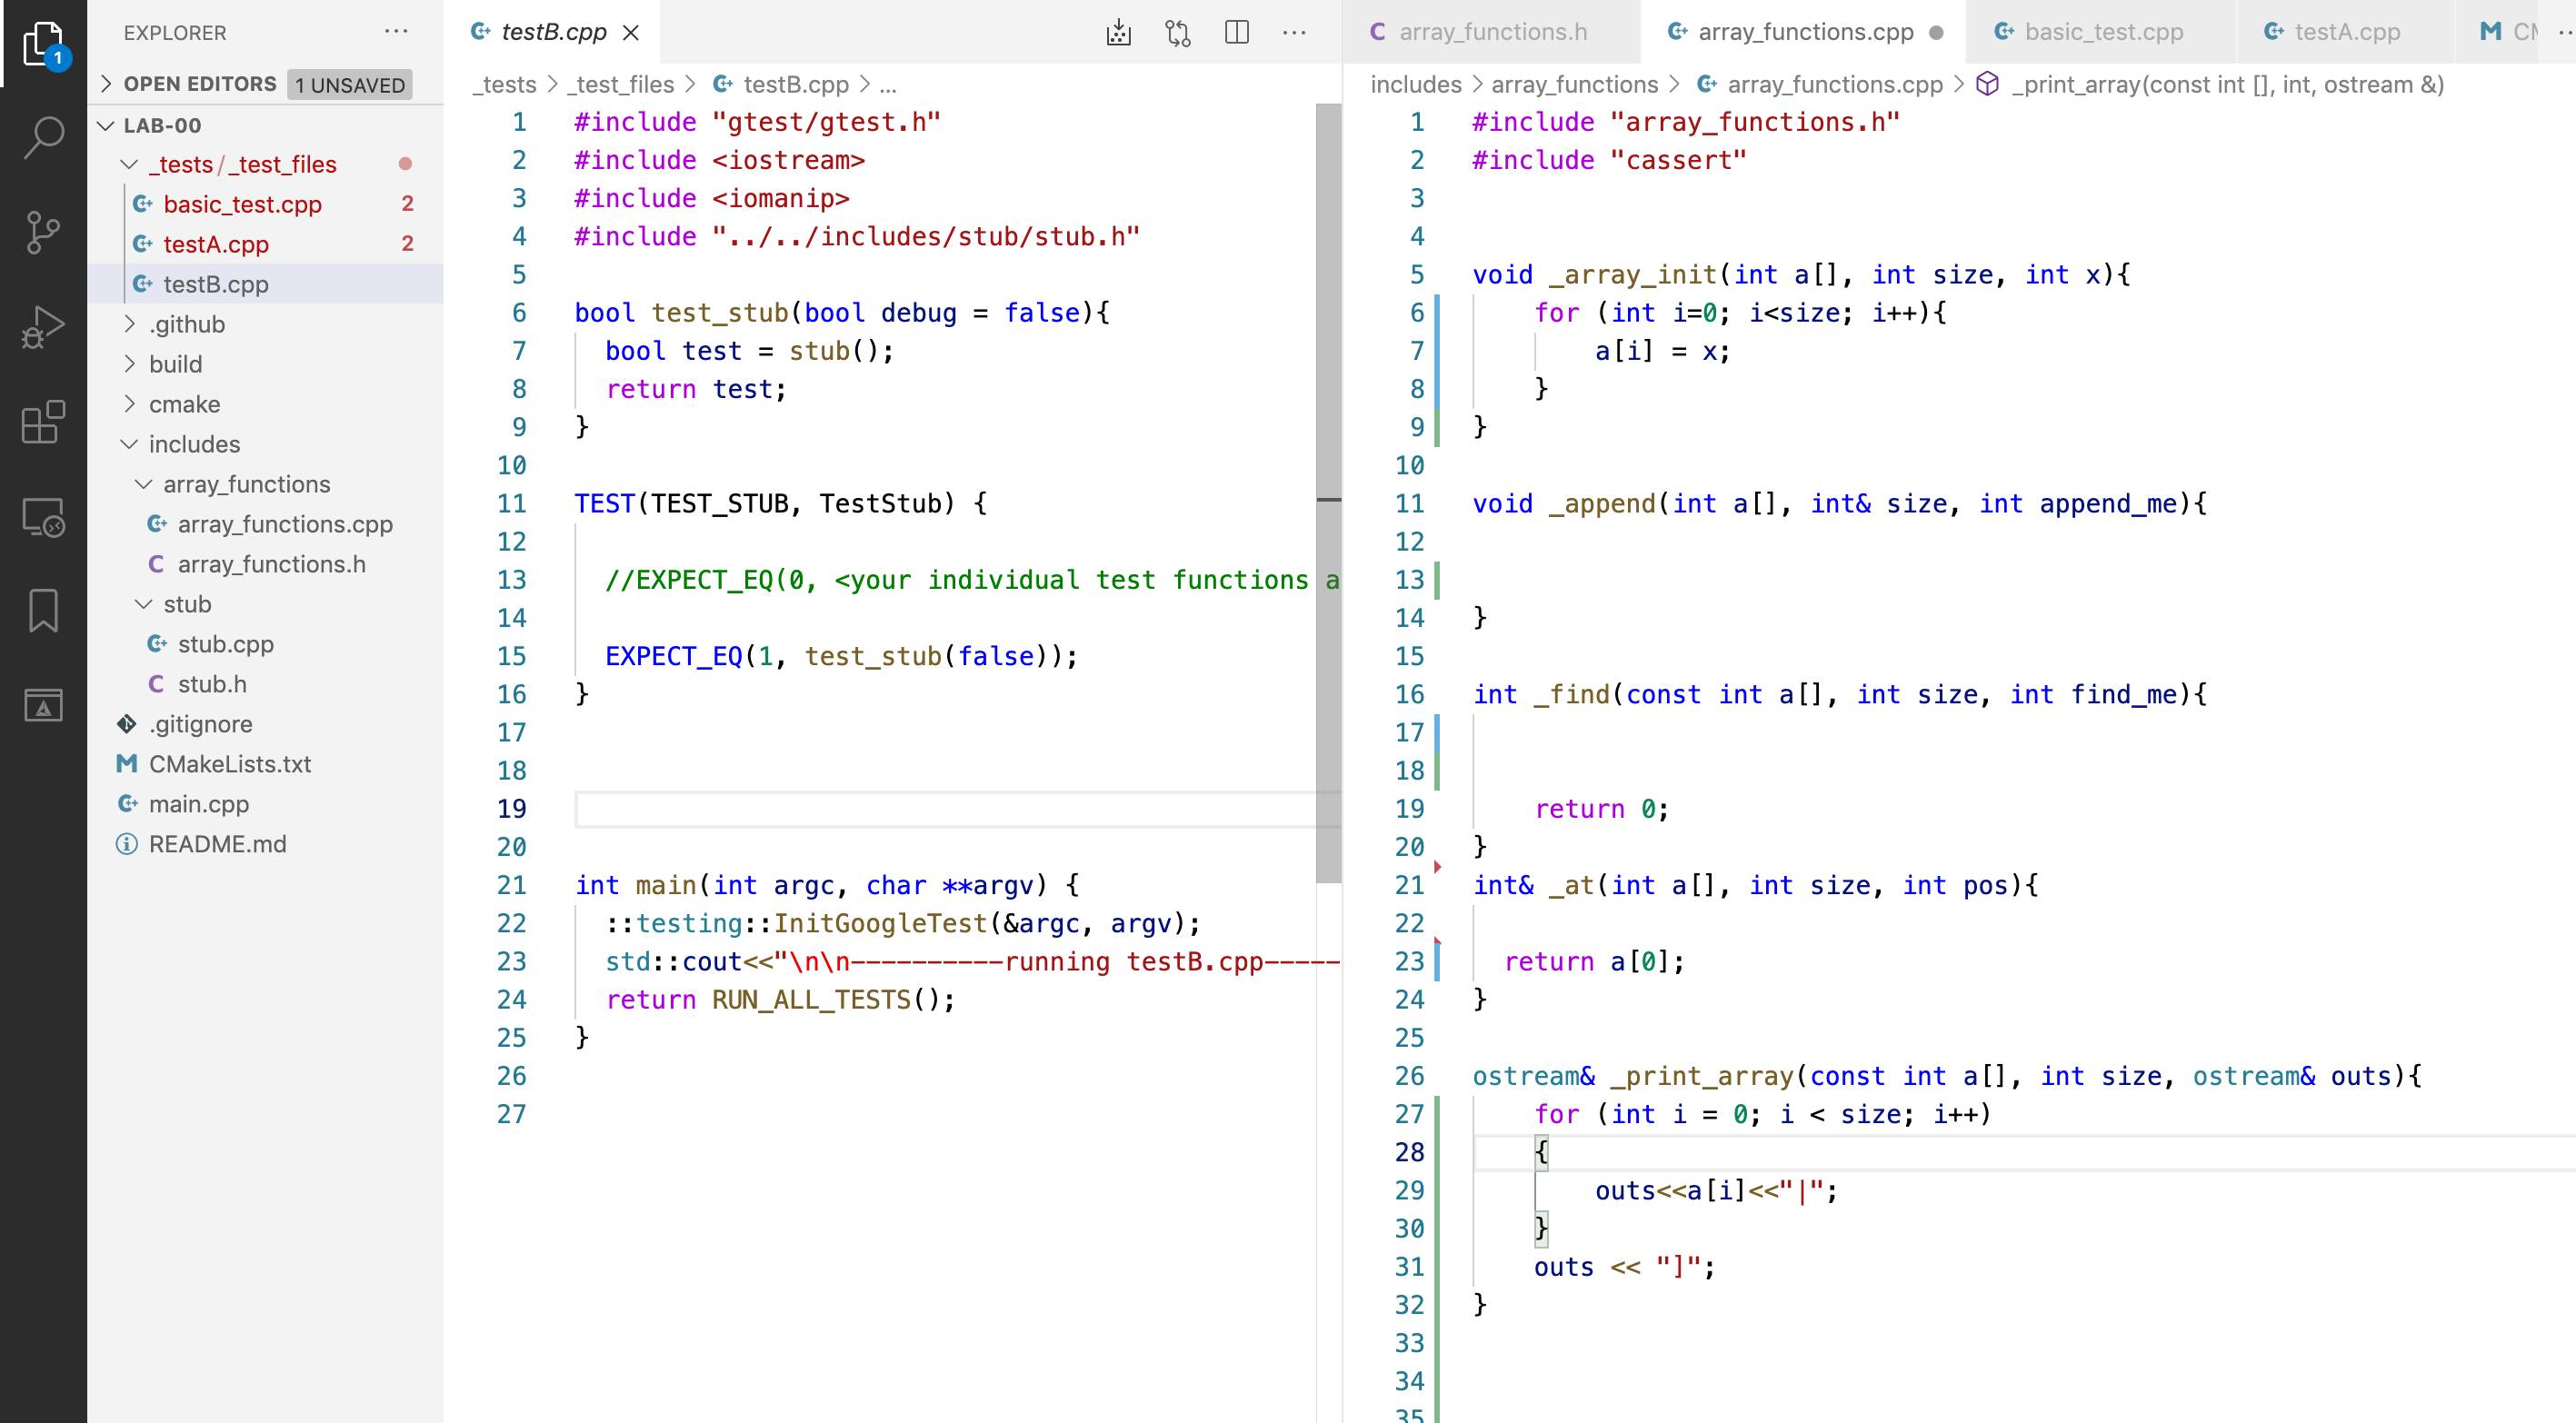 1
EXPLORER ...
OPEN EDITORS 1 UNSAVED
LAB-00
_tests / _test_files
basic_test.cpp 2
testA.cpp 2
testB.cpp
.github
build
cmake
includes
array_functions
array_functions.cpp
array_functions.h
stub
stub.cpp
stub.h
.gitignore
CMakeLists.txt
main.cpp
README.md
testB.cpp
_tests > _test_files > testB.cpp > ...
1 #include "gtest/gtest.h"
2 #include <iostream>
3 #include <iomanip>
4 #include "../../includes/stub/stub.h"
5
6 bool test_stub(bool debug = false){
7 bool test = stub();
8 return test;
9 }
10
11 TEST(TEST_STUB, TestStub) {
12
13 //EXPECT_EQ(0, <your individual test functions a
14
15 EXPECT_EQ(1, test_stub(false));
16 }
17
18
19
20
21 int main(int argc, char **argv) {
22 ::testing::InitGoogleTest(&argc, argv);
23 std::cout<<"\n\n----------running testB.cpp-----
24 return RUN_ALL_TESTS();
25 }
26
27
array_functions.h array_functions.cpp basic_test.cpp testA.cpp
includes > array_functions > array_functions.cpp > _print_array(const int [], int, ostream &)
1 #include "array_functions.h"
2 #include "cassert"
3
4
5 void _array_init(int a[], int size, int x){
6 for (int i=0; i<size; i++){
7 a[i] = x;
8 }
9 }
10
11 void _append(int a[], int& size, int append_me){
12
13
14 }
15
16 int _find(const int a[], int size, int find_me){
17
18
19 return 0;
20 }
21 int& _at(int a[], int size, int pos){
22
23 return a[0];
24 }
25
26 ostream& _print_array(const int a[], int size, ostream& outs){
27 for (int i = 0; i < size; i++)
28 {
29 outs<<a[i]<<"|";
30 }
31 outs << "]";
32 }
33
34
35